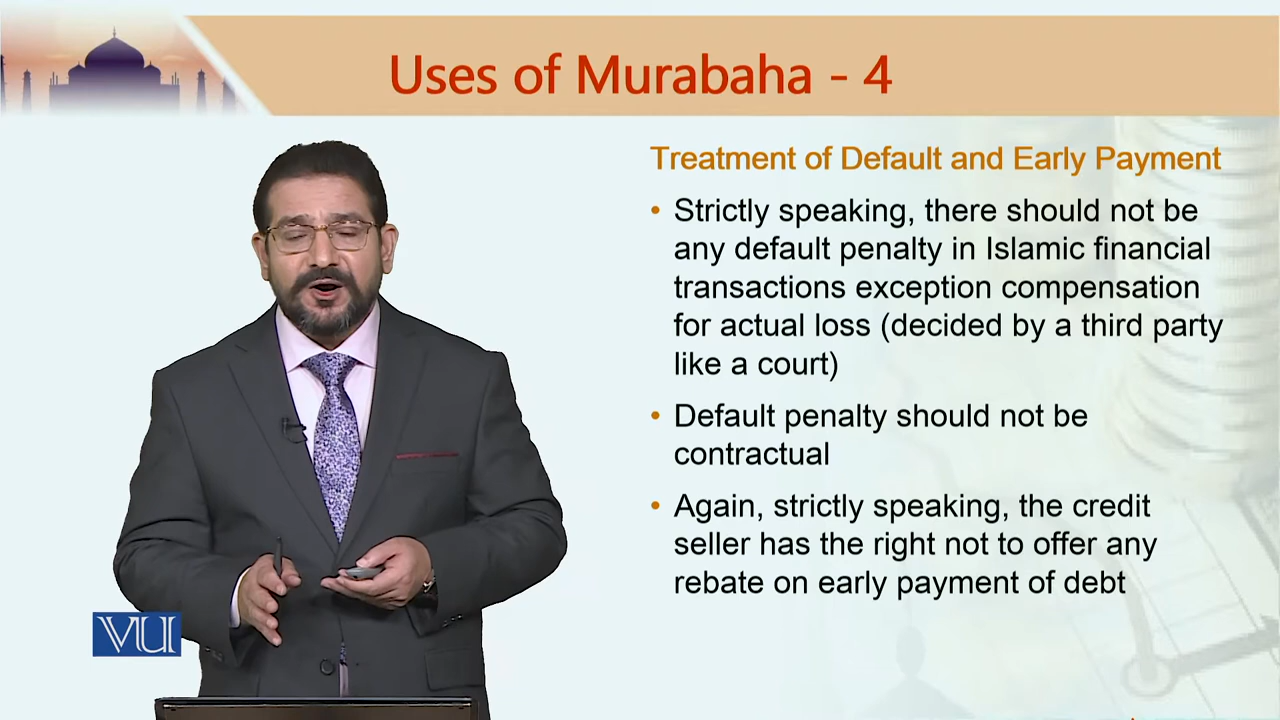 Uses of Murabaha - 4
Treatment of Default and Early Payment
• Strictly speaking, there should not be
any default penalty in Islamic financial
transactions exception compensation
for actual loss (decided by a third party
like a court)
• Default penalty should not be
contractual
• Again, strictly speaking, the credit
seller has the right not to offer any
rebate on early payment of debt
VU